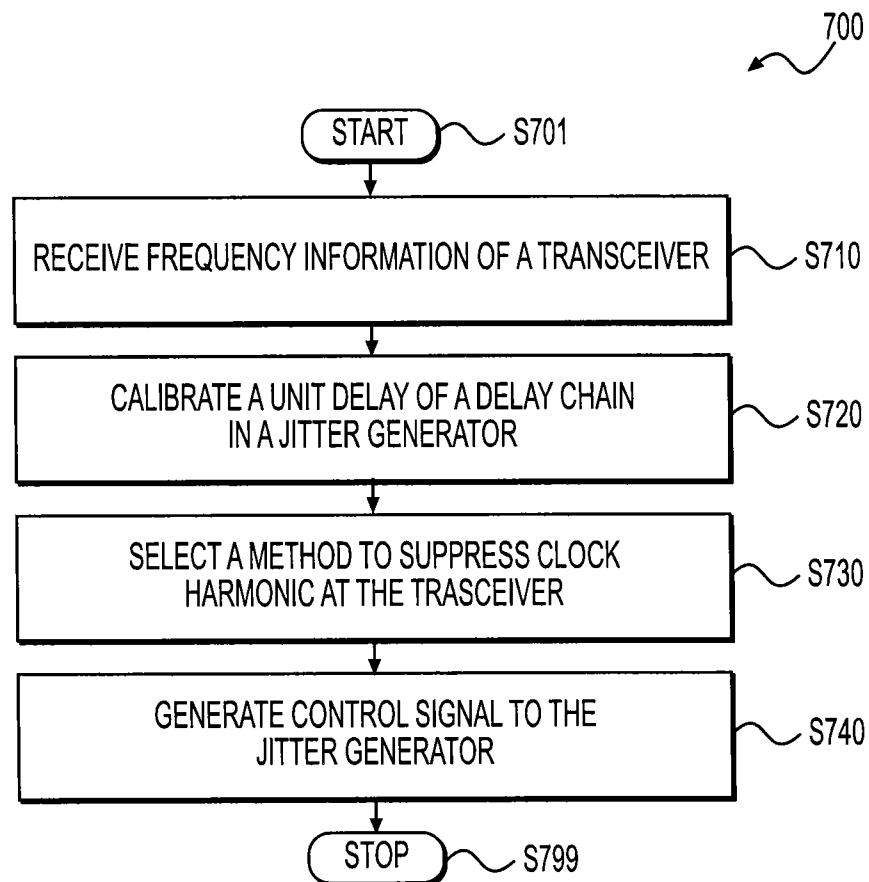 700
START
S701
RECEIVE FREQUENCY INFORMATION OF A TRANSCEIVER
S710
CALIBRATE A UNIT DELAY OF A DELAY CHAIN
IN A JITTER GENERATOR
S720
SELECT A METHOD TO SUPPRESS CLOCK
HARMONIC AT THE TRASCEIVER
S730
GENERATE CONTROL SIGNAL TO THE
JITTER GENERATOR
S740
STOP
S799